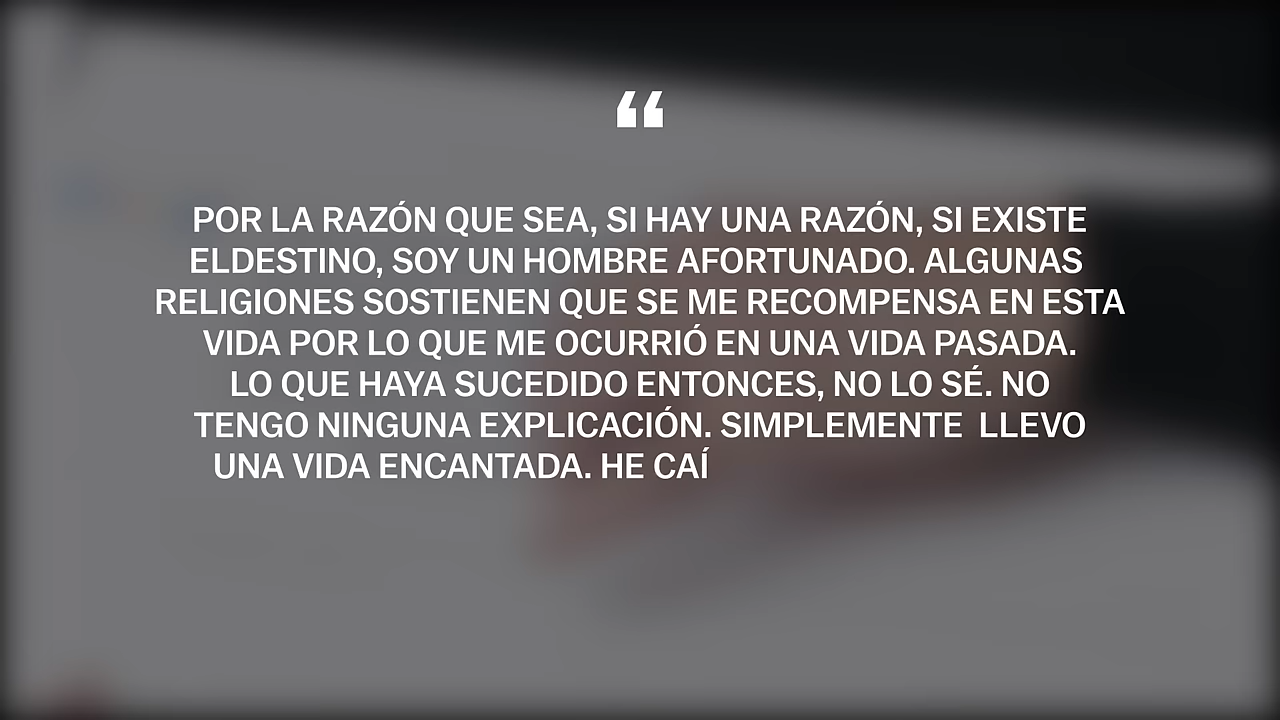 “
POR LA RAZÓN QUE SEA, SI HAY UNA RAZÓN, SI EXISTE
ELDESTINO, SOY UN HOMBRE AFORTUNADO. ALGUNAS
RELIGIONES SOSTIENEN QUE SE ME RECOMPENSA EN ESTA
VIDA POR LO QUE ME OCURRIÓ EN UNA VIDA PASADA.
LO QUE HAYA SUCEDIDO ENTONCES, NO LO SÉ. NO
TENGO NINGUNA EXPLICACIÓN. SIMPLEMENTE  LLEVO
UNA VIDA ENCANTADA. HE CAÍ